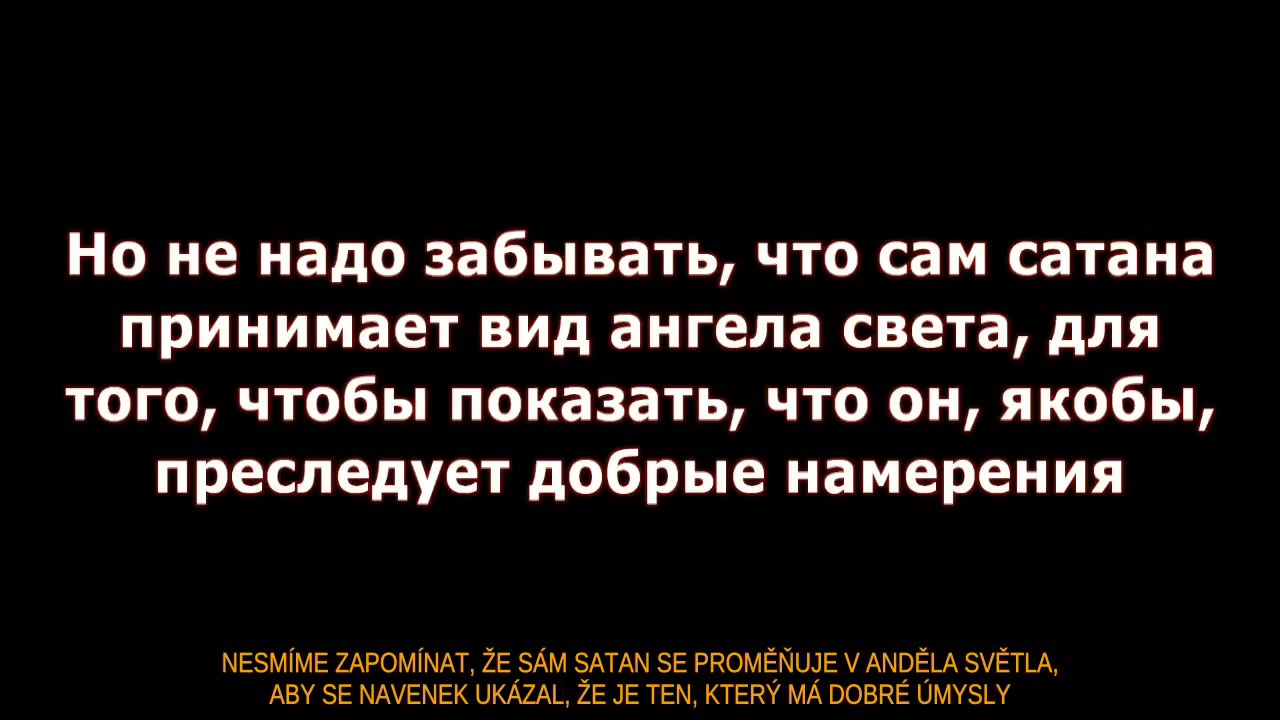 Но не надо забывать, что сам сатана
принимает вид ангела света, для
того, чтобы показать, что он, якобы,
преследует добрые намерения
NESMÍME ZAPOMÍNAT, ŽE SÁM SATAN SE PROMĚŇUJE V ANDĚLA SVĚTLA,
ABY SE NAVENEK UKÁZAL, ŽE JE TEN, KTERÝ MÁ DOBRÉ ÚMYSLY